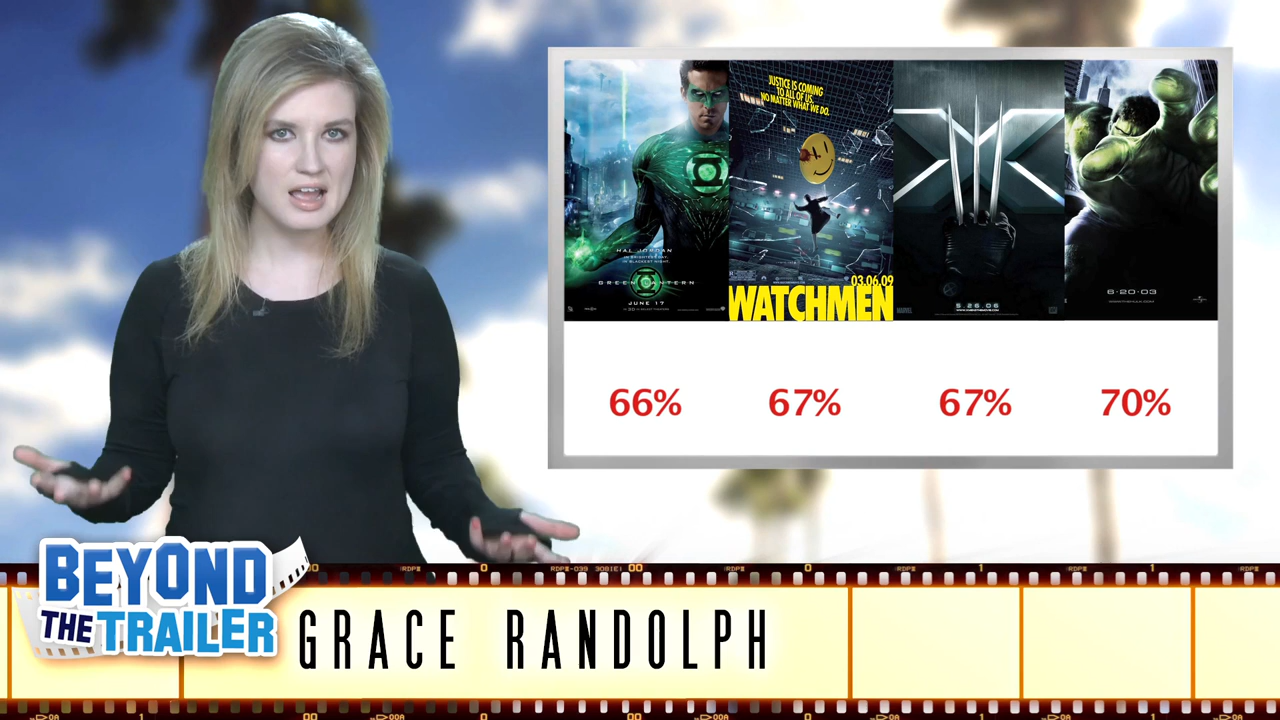 JUSTICE IS COMING
TO ALL OF US.
NO MATTER WHAT WE DO.
HAL JORDAN
IN BRIGHTEST DAY,
IN BLACKEST NIGHT.
GREEN LANTERN
JUNE 17
03.06.09
WATCHMEN
5.26.06
MARVEL
6-20-03
66%
67%
67%
70%
BEYOND
THE TRAILER
GRACE RANDOLPH